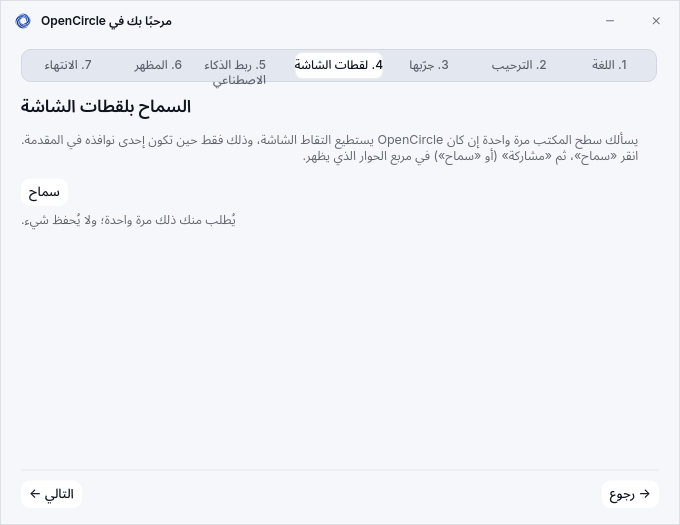 مرحبًا بك في OpenCircle
1. اللغة
2. الترحيب
3. جرّبها
4. لقطات الشاشة
5. ربط الذكاء
الاصطناعي
6. المظهر
7. الانتهاء
السماح بلقطات الشاشة
يسألك سطح المكتب مرة واحدة إن كان OpenCircle يستطيع التقاط الشاشة، وذلك فقط حين تكون إحدى نوافذه في المقدمة.
انقر «سماح»، ثم «مشاركة» (أو «سماح») في مربع الحوار الذي يظهر.
سماح
يُطلب منك ذلك مرة واحدة؛ ولا يُحفظ شيء.
→ رجوع
التالي ←